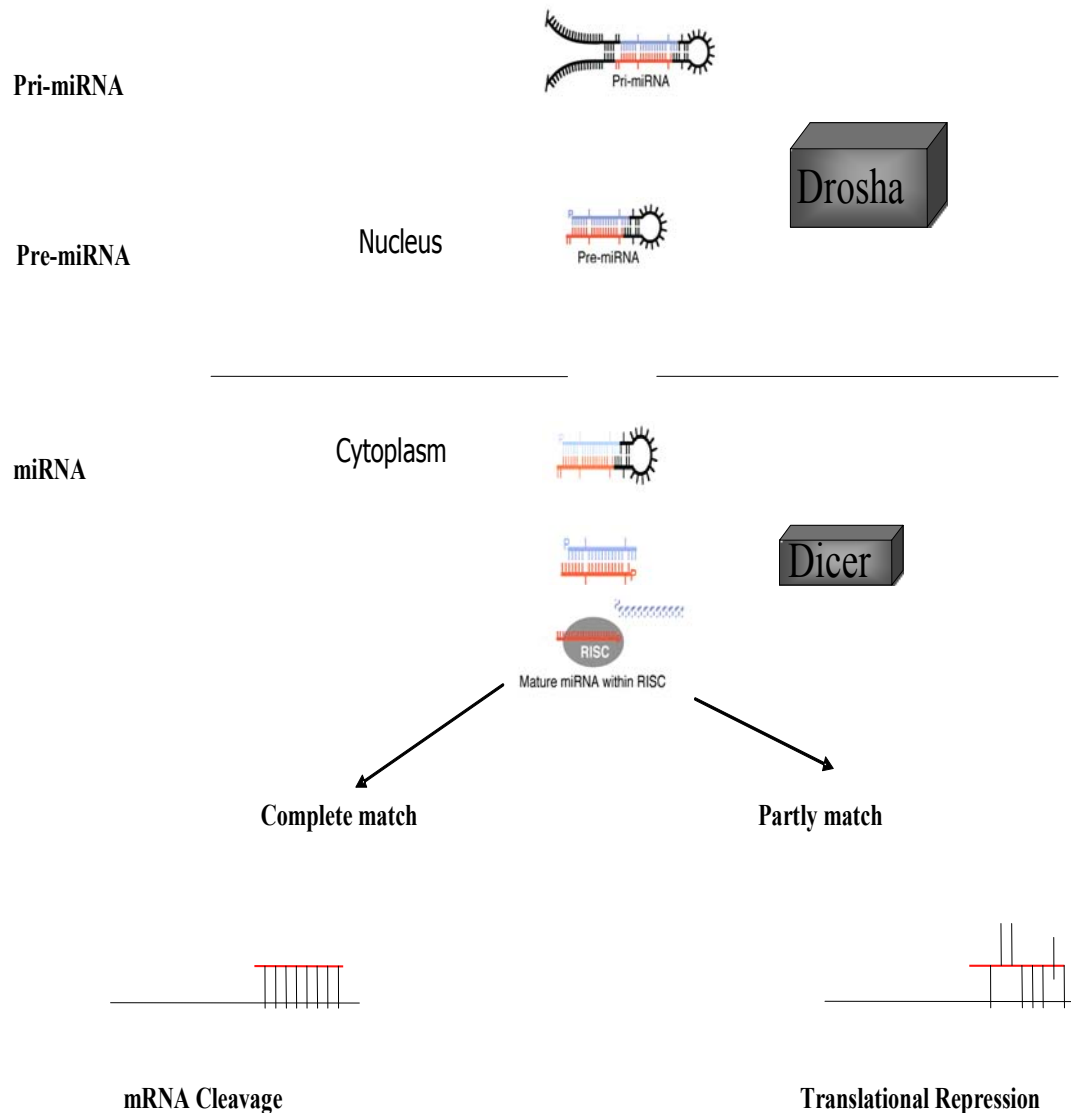 Pri-miRNA
Pri-miRNA
Drosha
P
Pre-miRNA
Nucleus
Pre-miRNA
Cytoplasm
miRNA
P
P
Dicer
RISC
Mature miRNA within RISC
Complete match
Partly match
mRNA Cleavage
Translational Repression